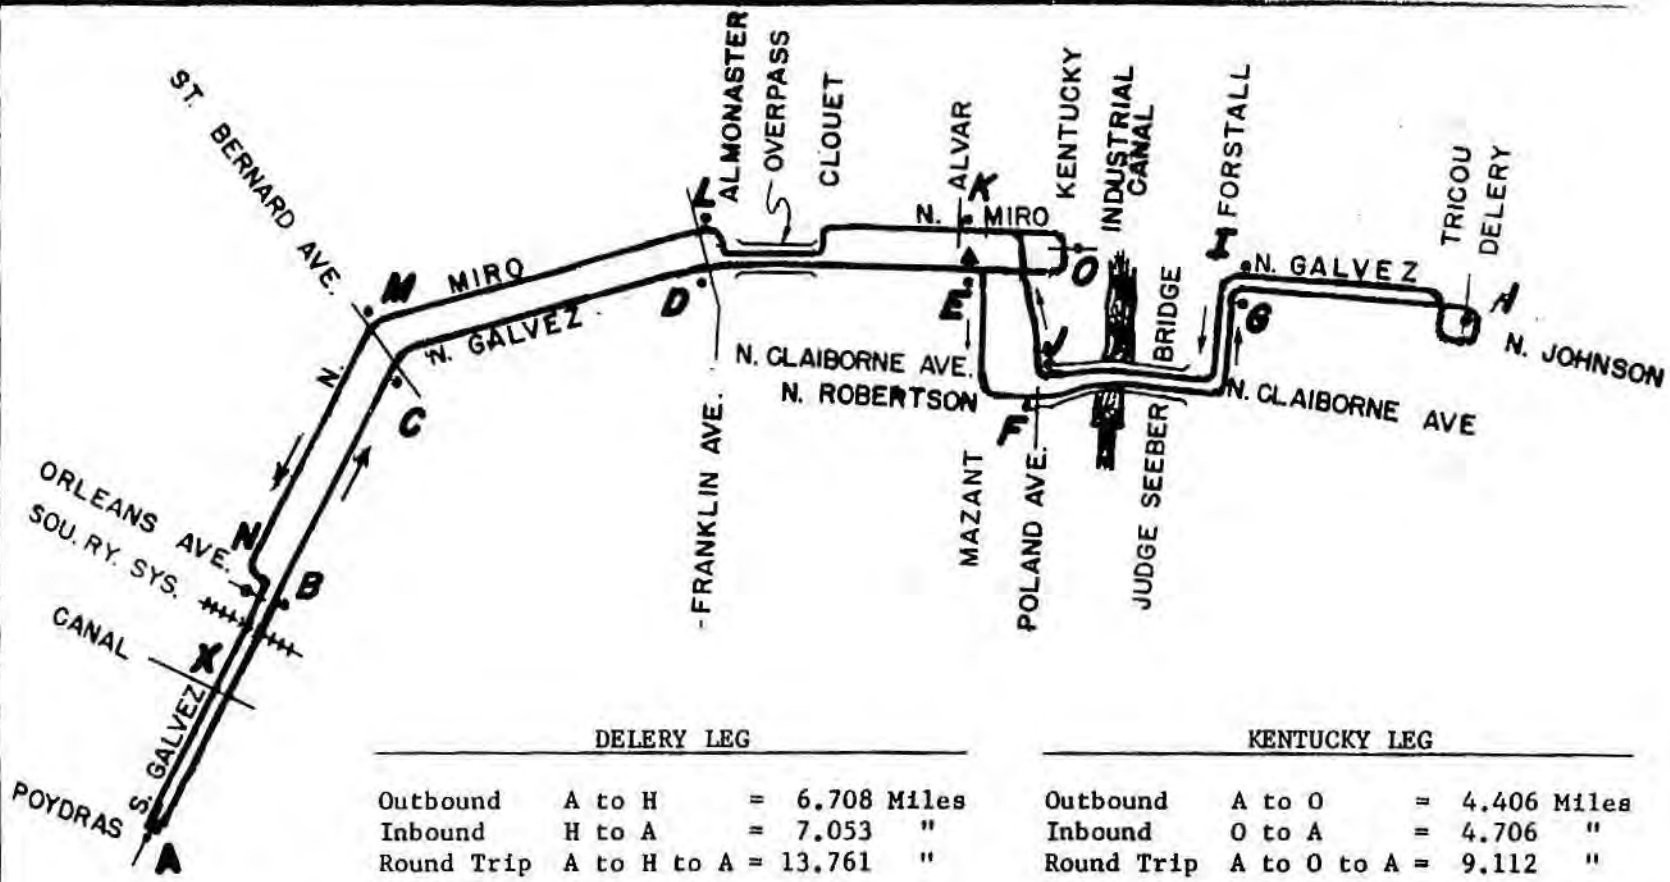 ST. BERNARD AVE.
ALMONASTER
OVERPASS
CLOUET
ALVAR
KENTUCKY
INDUSTRIAL
CANAL
FORSTALL
TRICOU
DELERY
L
K
I
N. MIRO
O
N. GALVEZ
H
M
MIRO
D
E
G
N. JOHNSON
N. GALVEZ
N.
J
BRIDGE
N. CLAIBORNE AVE.
N. ROBERTSON
N. CLAIBORNE AVE
C
F
FRANKLIN AVE.
MAZANT
POLAND AVE.
JUDGE SEEBER
ORLEANS AVE.
N
SOU. RY. SYS.
B
CANAL
X
S. GALVEZ
POYDRAS
A
DELERY LEG
Outbound A to H = 6.708 Miles
Inbound H to A = 7.053 "
Round Trip A to H to A = 13.761 "
KENTUCKY LEG
Outbound A to O = 4.406 Miles
Inbound O to A = 4.706 "
Round Trip A to O to A = 9.112 "